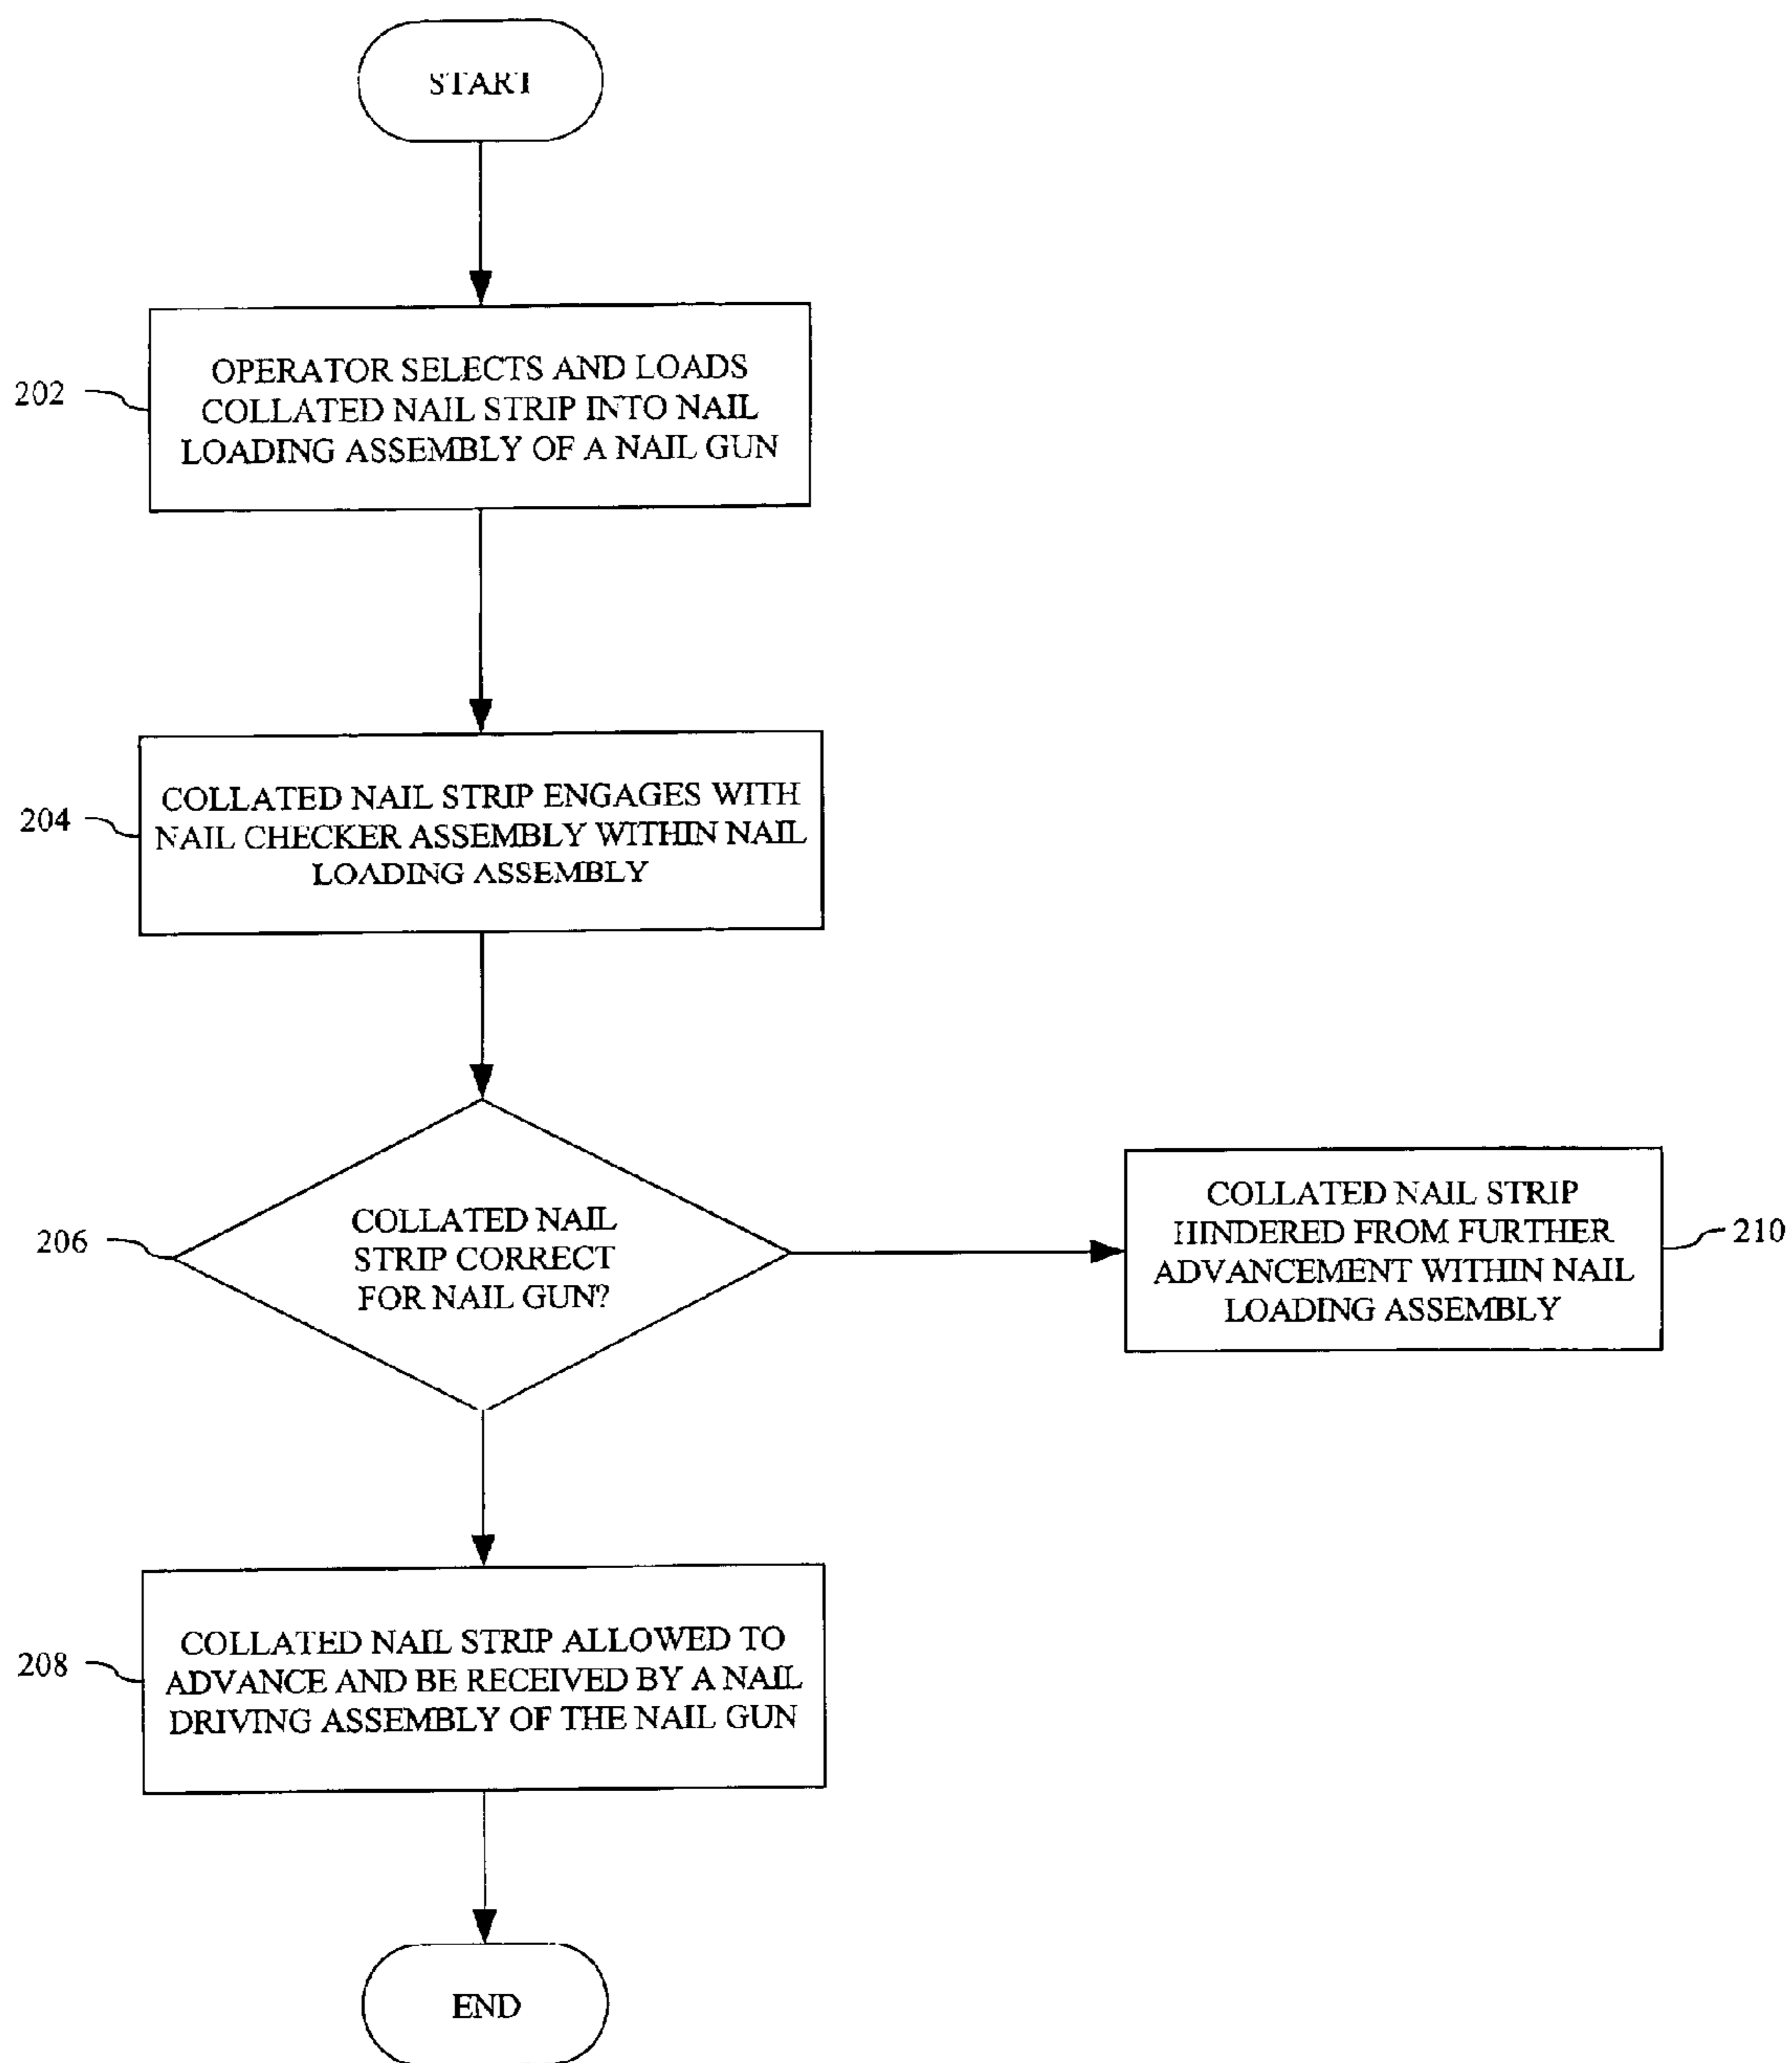 START
202
OPERATOR SELECTS AND LOADS
COLLATED NAIL STRIP INTO NAIL
LOADING ASSEMBLY OF A NAIL GUN
204
COLLATED NAIL STRIP ENGAGES WITH
NAIL CHECKER ASSEMBLY WITHIN NAIL
LOADING ASSEMBLY
206
COLLATED NAIL
STRIP CORRECT
FOR NAIL GUN?
COLLATED NAIL STRIP
HINDERED FROM FURTHER
ADVANCEMENT WITHIN NAIL
LOADING ASSEMBLY
210
208
COLLATED NAIL STRIP ALLOWED TO
ADVANCE AND BE RECEIVED BY A NAIL
DRIVING ASSEMBLY OF THE NAIL GUN
END